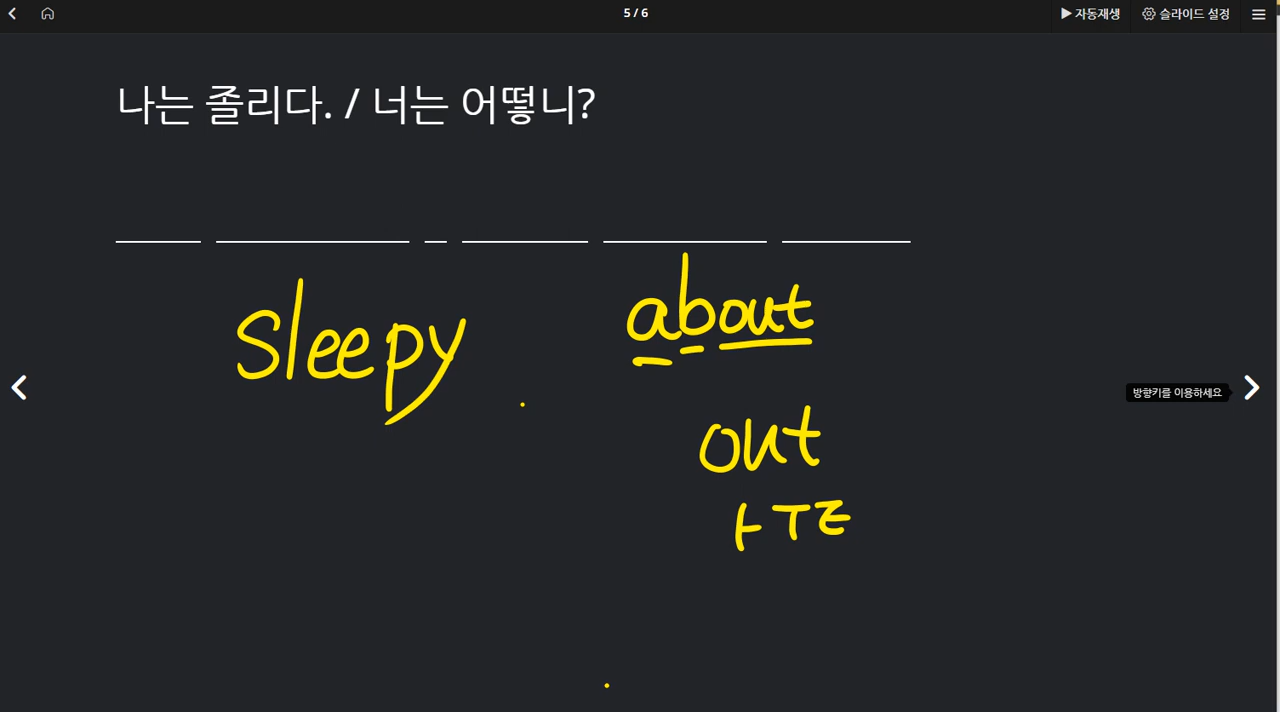 5 / 6
자동재생
슬라이드 설정
나는 졸리다. / 너는 어떻니?
sleepy
about
방향키를 이용하세요
out
ㅏㅜㅌ